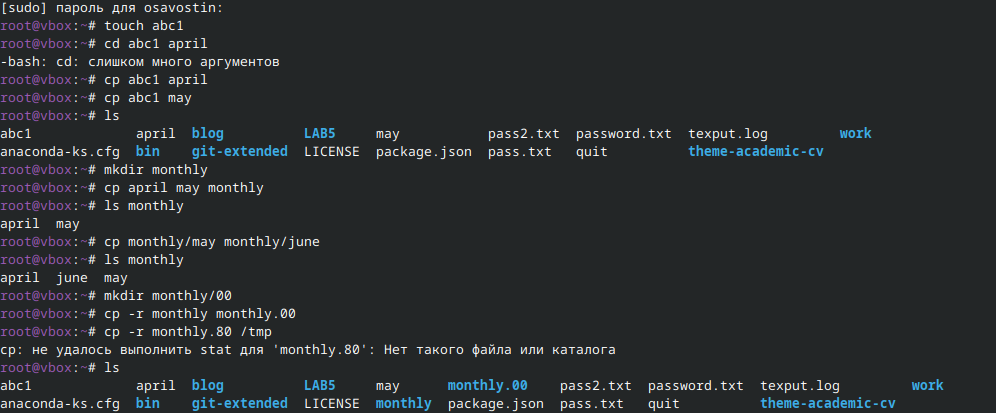 [sudo] пароль для osavostin:
root@vbox:~# touch abc1
root@vbox:~# cd abc1 april
-bash: cd: слишком много аргументов
root@vbox:~# cp abc1 april
root@vbox:~# cp abc1 may
root@vbox:~# ls
abc1             april  blog          LAB5     may           pass2.txt  password.txt  texput.log         work
anaconda-ks.cfg  bin    git-extended  LICENSE  package.json  pass.txt   quit          theme-academic-cv
root@vbox:~# mkdir monthly
root@vbox:~# cp april may monthly
root@vbox:~# ls monthly
april  may
root@vbox:~# cp monthly/may monthly/june
root@vbox:~# ls monthly
april  june  may
root@vbox:~# mkdir monthly/00
root@vbox:~# cp -r monthly monthly.00
root@vbox:~# cp -r monthly.80 /tmp
cp: не удалось выполнить stat для 'monthly.80': Нет такого файла или каталога
root@vbox:~# ls
abc1             april  blog          LAB5     may      monthly.00    pass2.txt  password.txt  texput.log         work
anaconda-ks.cfg  bin    git-extended  LICENSE  monthly  package.json  pass.txt   quit          theme-academic-cv